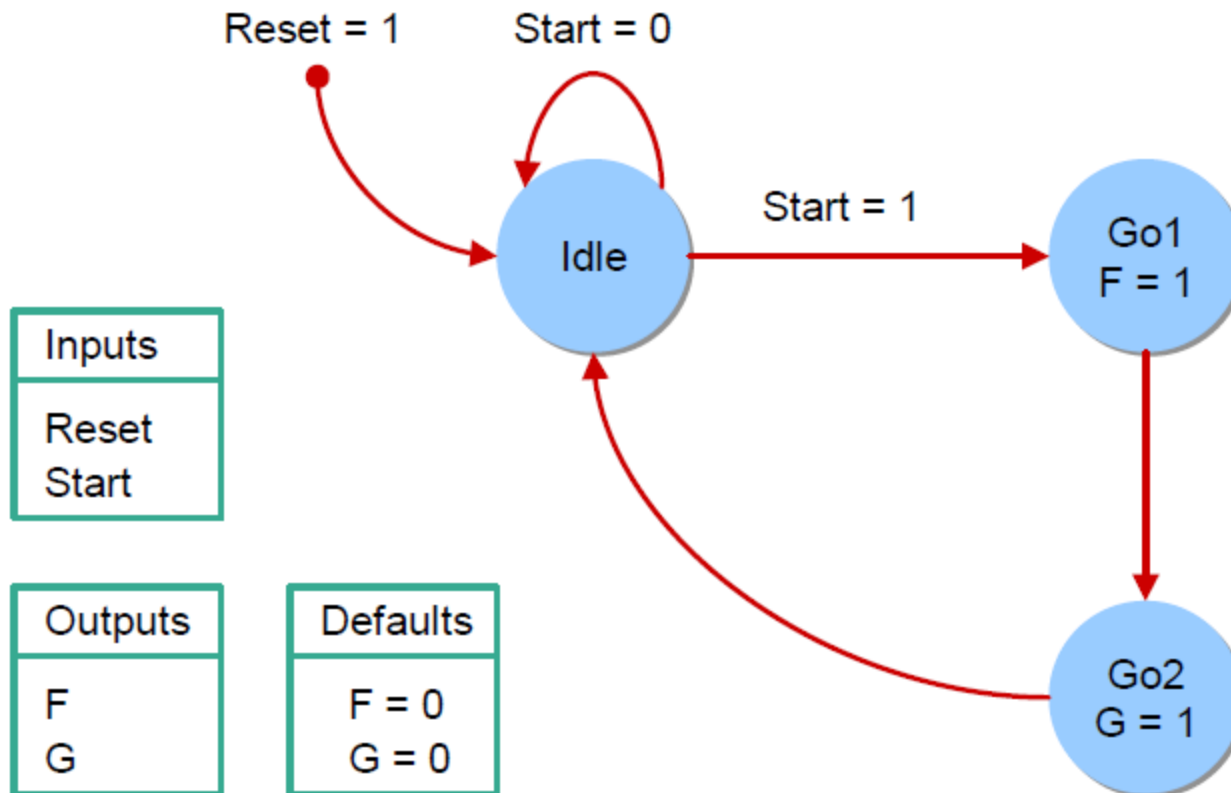 Reset = 1
Start = 0
Idle
Start = 1
Go1
F = 1
Inputs
Reset
Start
Outputs
F
G
Defaults
F = 0
G = 0
Go2
G = 1